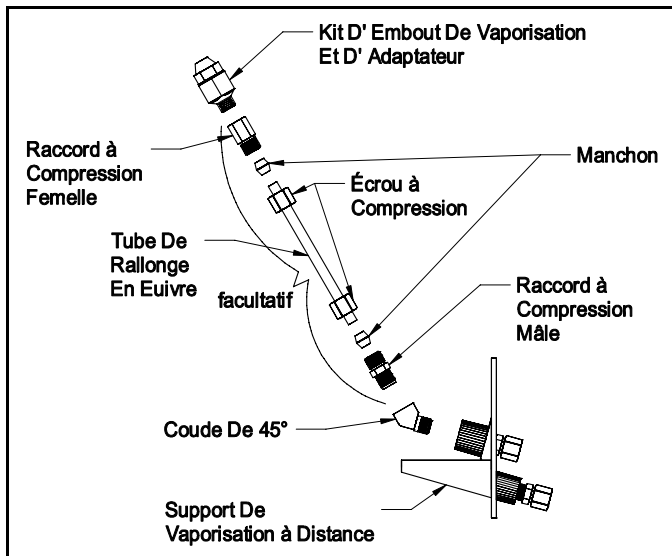 Kit D' Embout De Vaporisation
Et D' Adaptateur
Raccord à
Compression
Femelle
Manchon
Écrou à
Compression
Tube De
Rallonge
En Euivre
facultatif
Raccord à
Compression
Mâle
Coude De 45°
Support De
Vaporisation à Distance